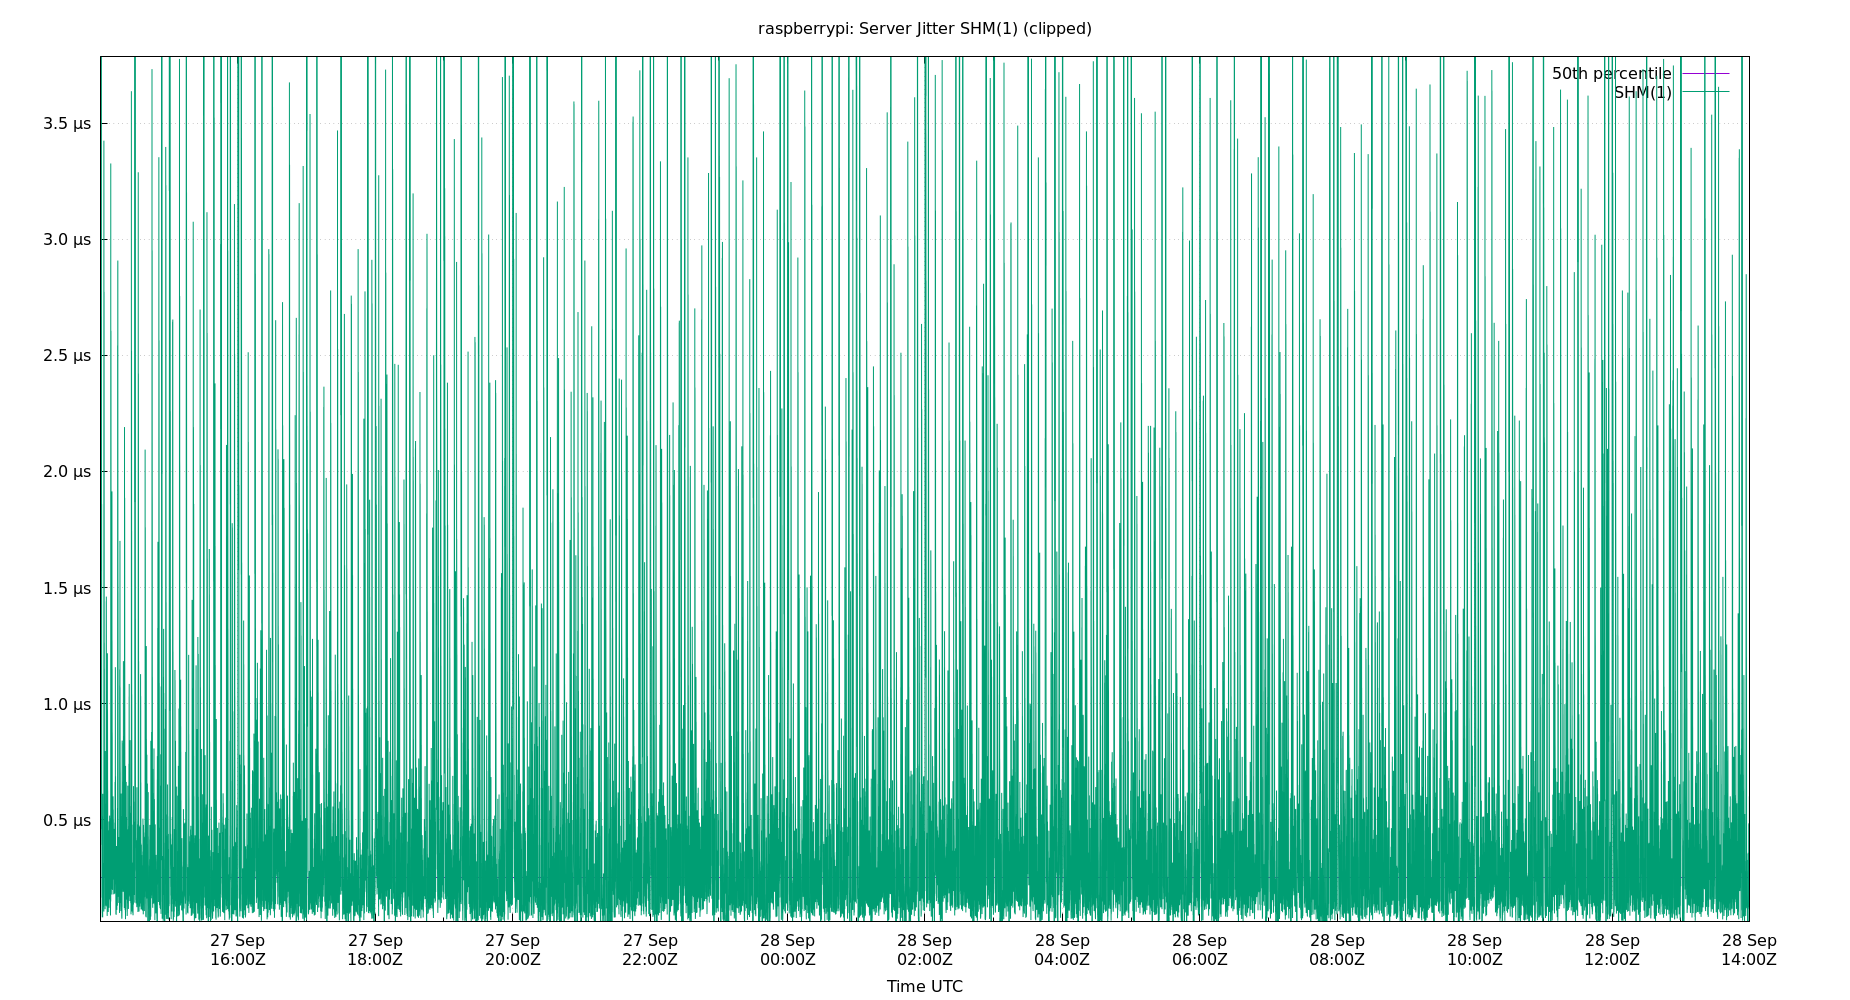 raspberrypi: Server Jitter SHM(1) (clipped)
50th percentile
SHM(1)
3.5 µs
3.0 µs
2.5 µs
2.0 µs
1.5 µs
1.0 µs
0.5 µs
27 Sep 27 Sep 27 Sep 27 Sep 28 Sep 28 Sep 28 Sep 28 Sep 28 Sep 28 Sep 28 Sep 28 Sep
16:00Z 18:00Z 20:00Z 22:00Z 00:00Z 02:00Z 04:00Z 06:00Z 08:00Z 10:00Z 12:00Z 14:00Z
Time UTC